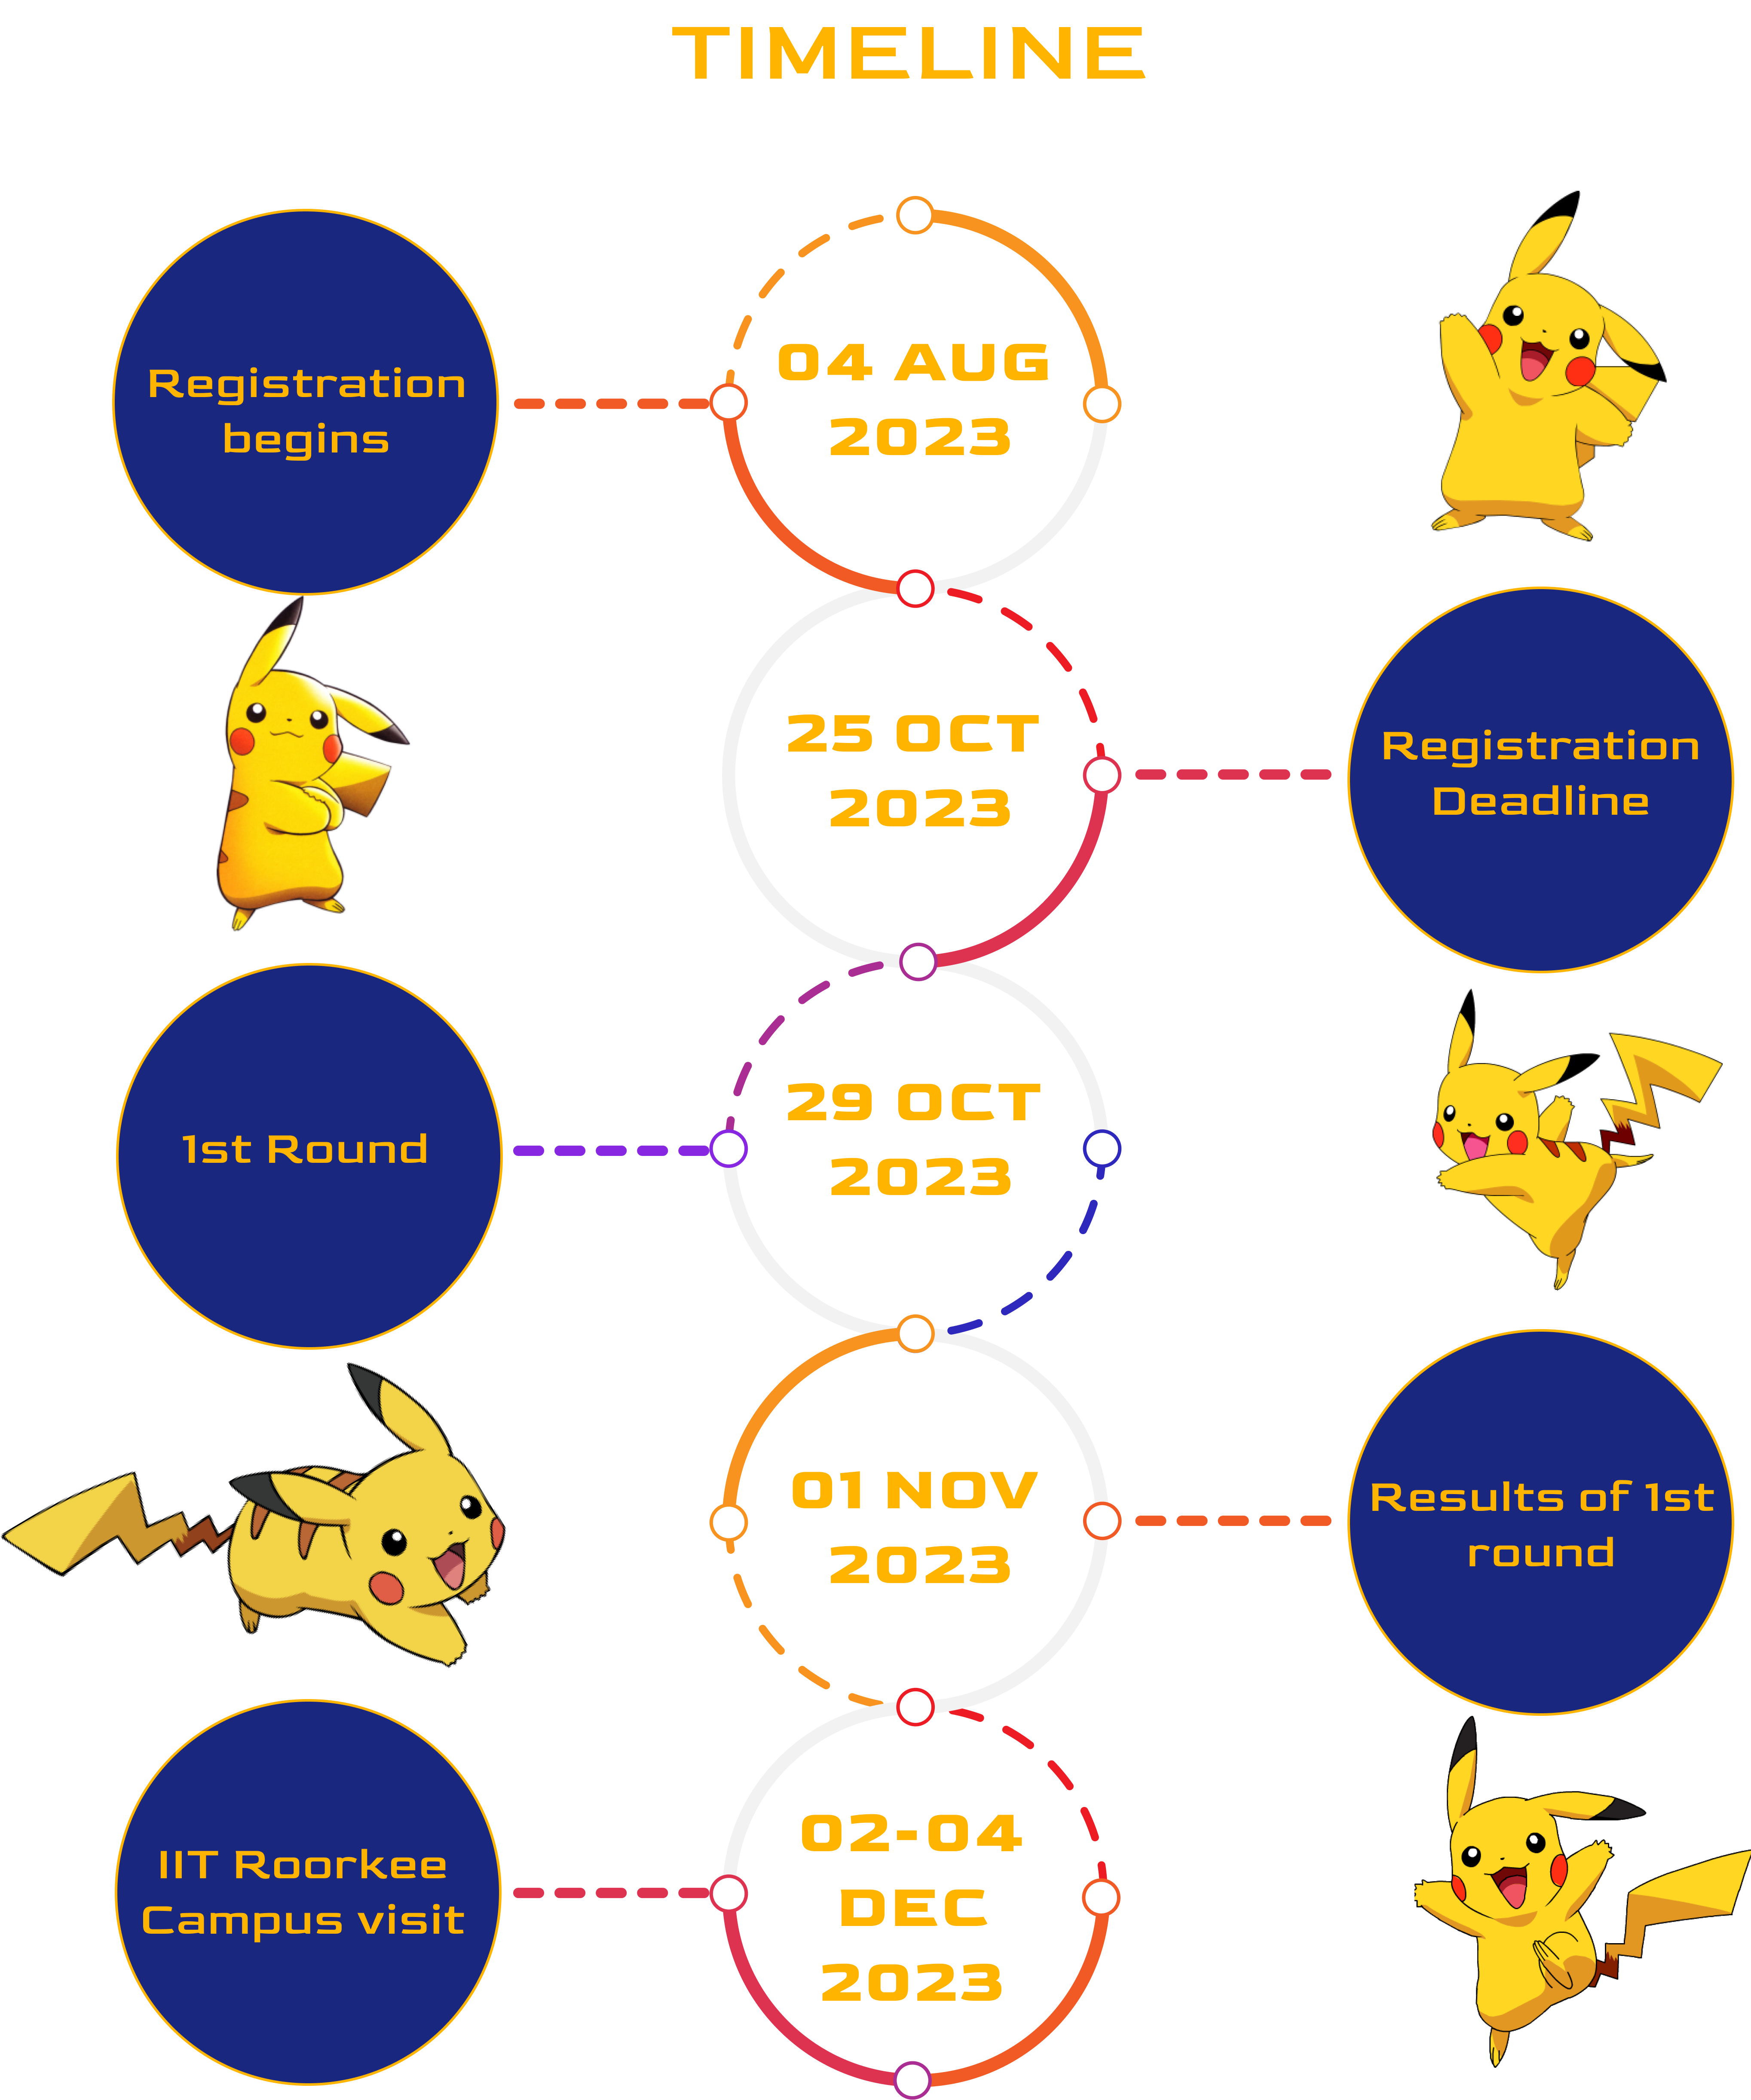 TIMELINE
Registration
begins
04 AUG
2023
25 OCT
2023
Registration
Deadline
1st Round
29 OCT
2023
01 NOV
2023
Results of 1st
round
IIT Roorkee
Campus visit
02-04
DEC
2023